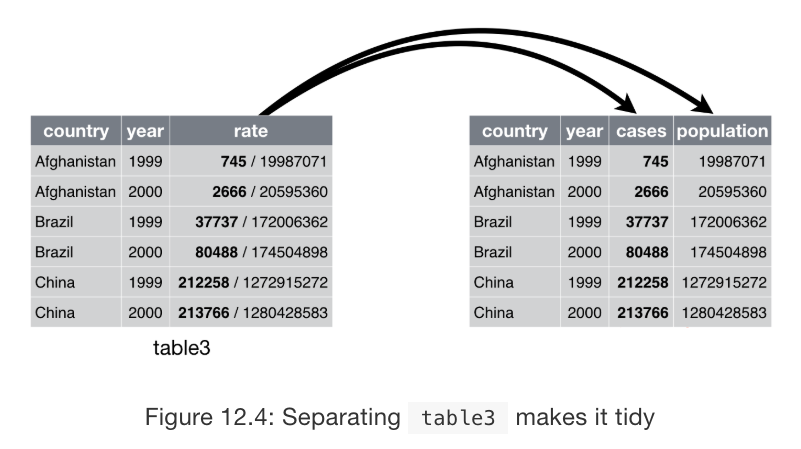 country year rate
Afghanistan 1999 745 / 19987071
Afghanistan 2000 2666 / 20595360
Brazil 1999 37737 / 172006362
Brazil 2000 80488 / 174504898
China 1999 212258 / 1272915272
China 2000 213766 / 1280428583
table3
country year cases population
Afghanistan 1999 745 19987071
Afghanistan 2000 2666 20595360
Brazil 1999 37737 172006362
Brazil 2000 80488 174504898
China 1999 212258 1272915272
China 2000 213766 1280428583
Figure 12.4: Separating table3 makes it tidy